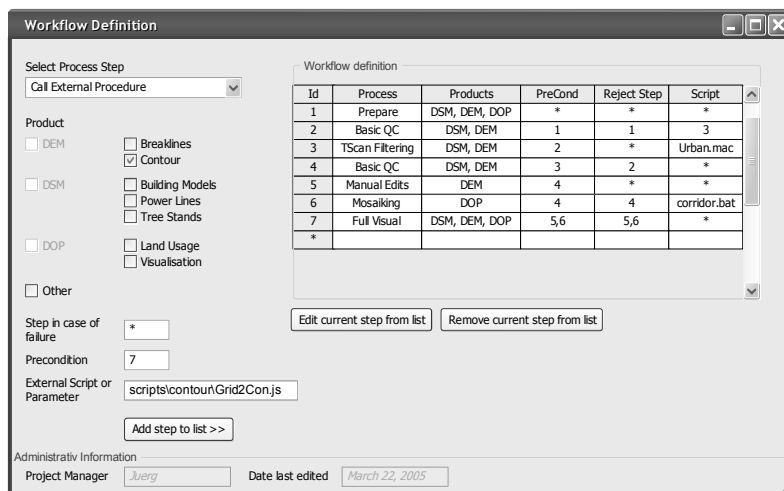 Workflow Definition
Select Process Step
Call External Procedure
Product
DEM
Breaklines
Contour
DSM
Building Models
Power Lines
Tree Stands
DOP
Land Usage
Visualisation
Other
Step in case of failure
*
Precondition
7
External Script or Parameter
scripts\contour\Grid2Con.js
Add step to list >>
Workflow definition
Id Process Products PreCond Reject Step Script
1 Prepare DSM, DEM, DOP * * *
2 Basic QC DSM, DEM 1 1 3
3 TScan Filtering DSM, DEM 2 * Urban.mac
4 Basic QC DSM, DEM 3 2 *
5 Manual Edits DEM 4 * *
6 Mosaiking DOP 4 4 corridor.bat
7 Full Visual DSM, DEM, DOP 5,6 5,6 *
*
Edit current step from list
Remove current step from list
Administrativ Information
Project Manager Juerg Date last edited March 22, 2005